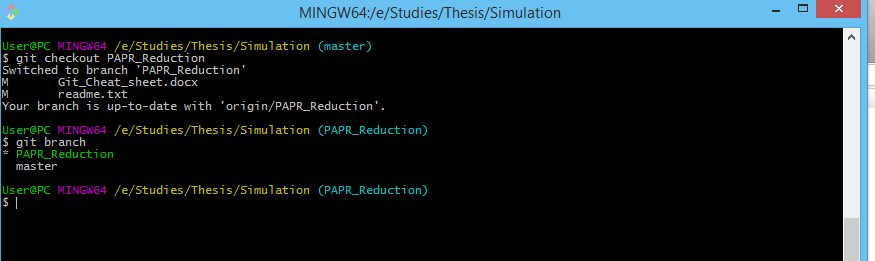 MINGW64:/e/Studies/Thesis/Simulation
User@PC MINGW64 /e/Studies/Thesis/Simulation (master)
$ git checkout PAPR_Reduction
Switched to branch 'PAPR_Reduction'
M       Git_Cheat_sheet.docx
M       readme.txt
Your branch is up-to-date with 'origin/PAPR_Reduction'.
User@PC MINGW64 /e/Studies/Thesis/Simulation (PAPR_Reduction)
$ git branch
* PAPR_Reduction
  master
User@PC MINGW64 /e/Studies/Thesis/Simulation (PAPR_Reduction)
$